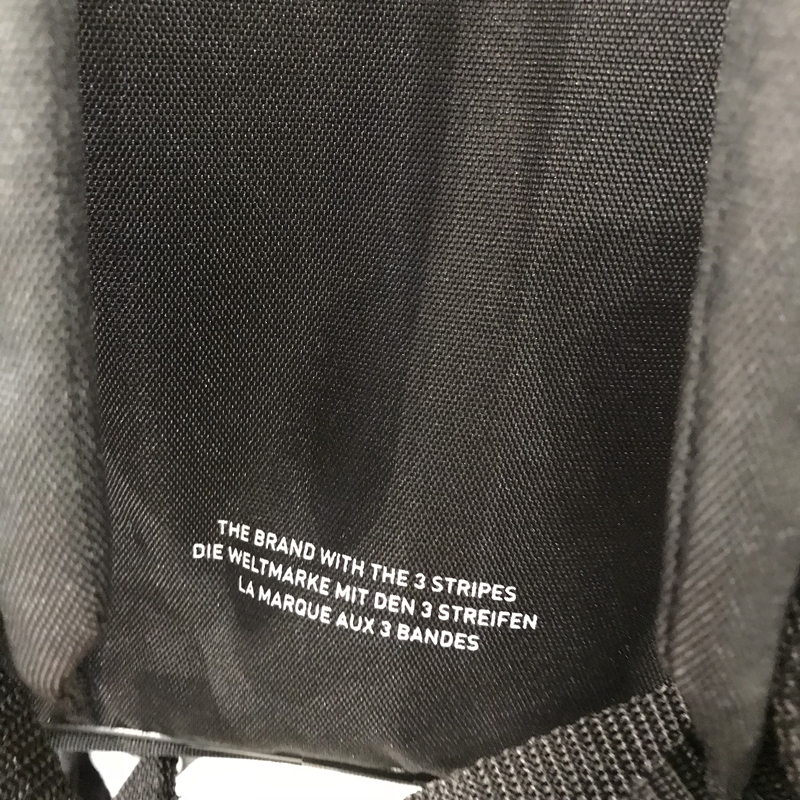 THE BRAND WITH THE 3 STRIPES
DIE WELTMARKE MIT DEN 3 STREIFEN
LA MARQUE AUX 3 BANDES